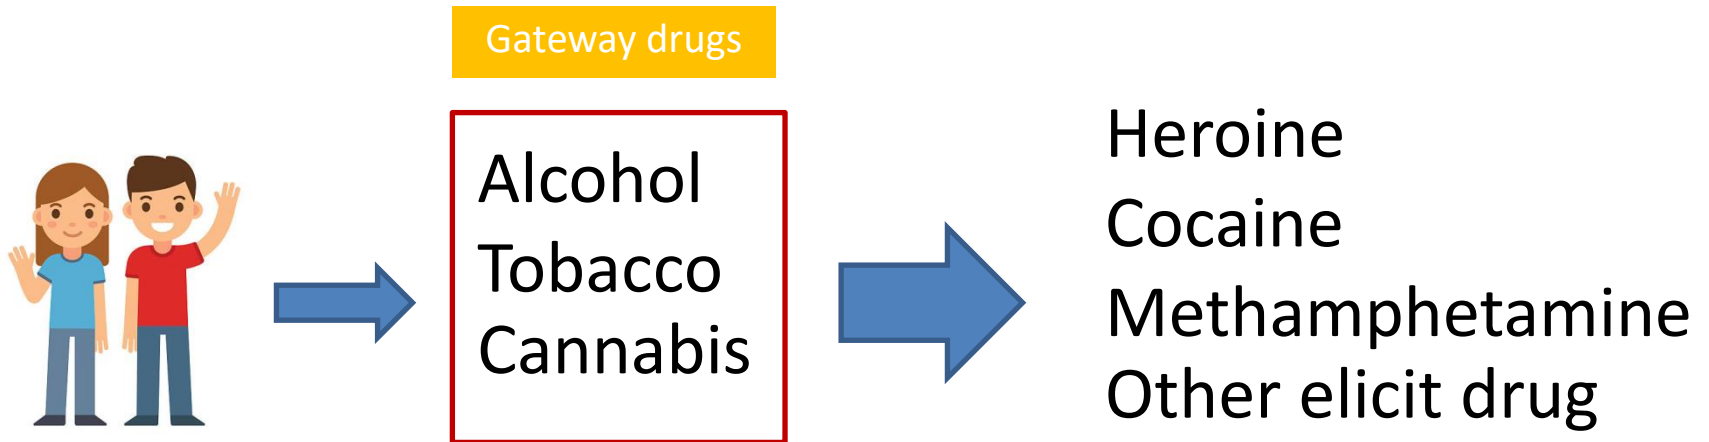 Gateway drugs
Alcohol
Tobacco
Cannabis
Heroine
Cocaine
Methamphetamine
Other elicit drug